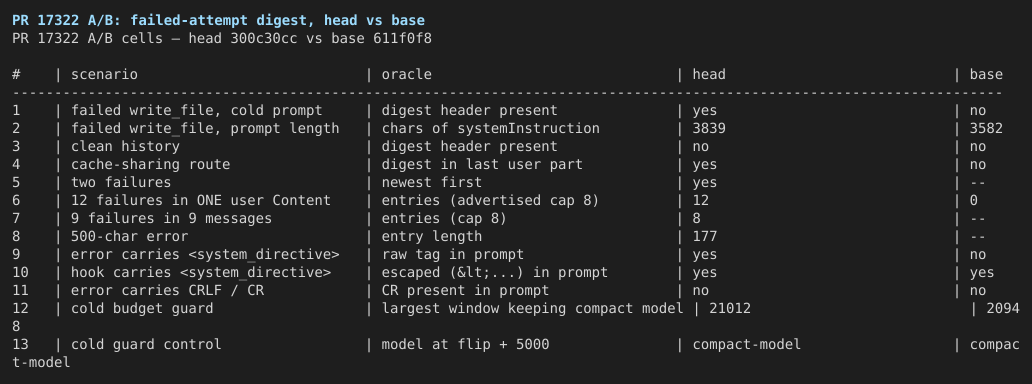 PR 17322 A/B: failed-attempt digest, head vs base
PR 17322 A/B cells — head 300c30cc vs base 611f0f8

#    | scenario                            | oracle                              | head                           | base
------------------------------------------------------------------------------------------------------------------------
1    | failed write_file, cold prompt      | digest header present               | yes                            | no
2    | failed write_file, prompt length    | chars of systemInstruction          | 3839                           | 3582
3    | clean history                       | digest header present               | no                             | no
4    | cache-sharing route                 | digest in last user part            | yes                            | no
5    | two failures                        | newest first                        | yes                            | --
6    | 12 failures in ONE user Content     | entries (advertised cap 8)          | 12                             | 0
7    | 9 failures in 9 messages            | entries (cap 8)                     | 8                              | --
8    | 500-char error                      | entry length                        | 177                            | --
9    | error carries <system_directive>    | raw tag in prompt                   | yes                            | no
10   | hook carries <system_directive>     | escaped (&lt;...) in prompt         | yes                            | yes
11   | error carries CRLF / CR             | CR present in prompt                | no                             | no
12   | cold budget guard                   | largest window keeping compact model | 21012                            | 2094
8
13   | cold guard control                  | model at flip + 5000                | compact-model                  | compac
t-model